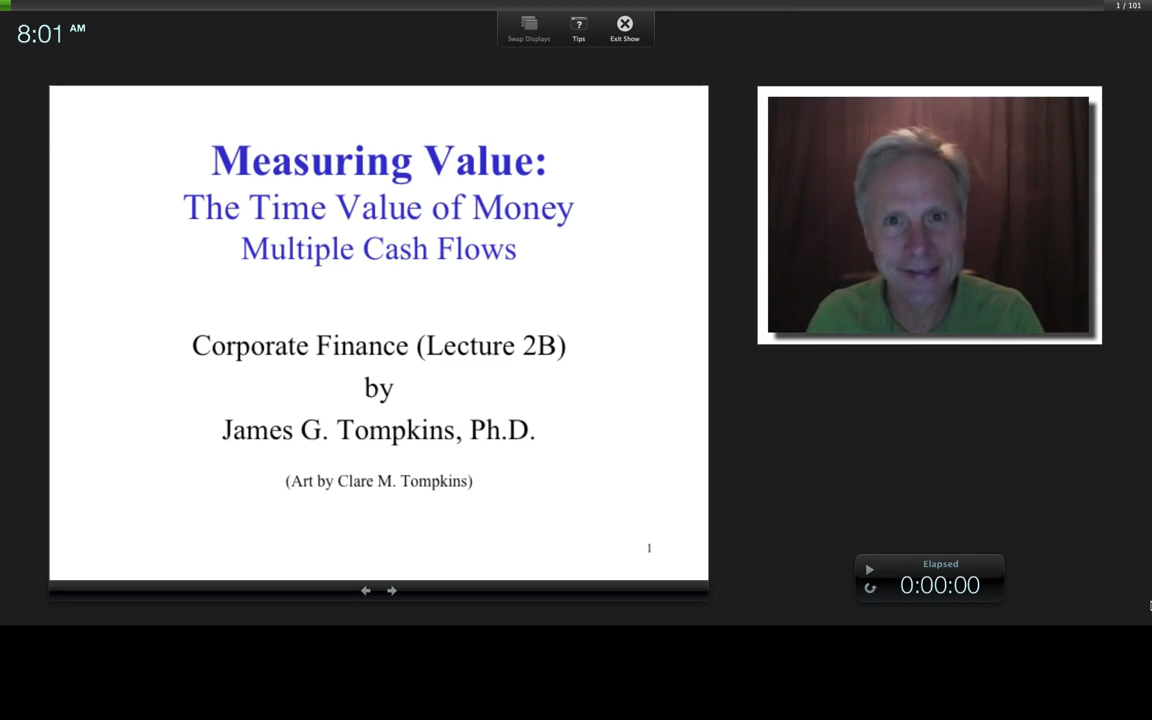 1 / 101
8:01 AM
Swap Displays
?
Tips
Exit Show
Measuring Value:
The Time Value of Money
Multiple Cash Flows
Corporate Finance (Lecture 2B)
by
James G. Tompkins, Ph.D.
(Art by Clare M. Tompkins)
1
Elapsed
0:00:00